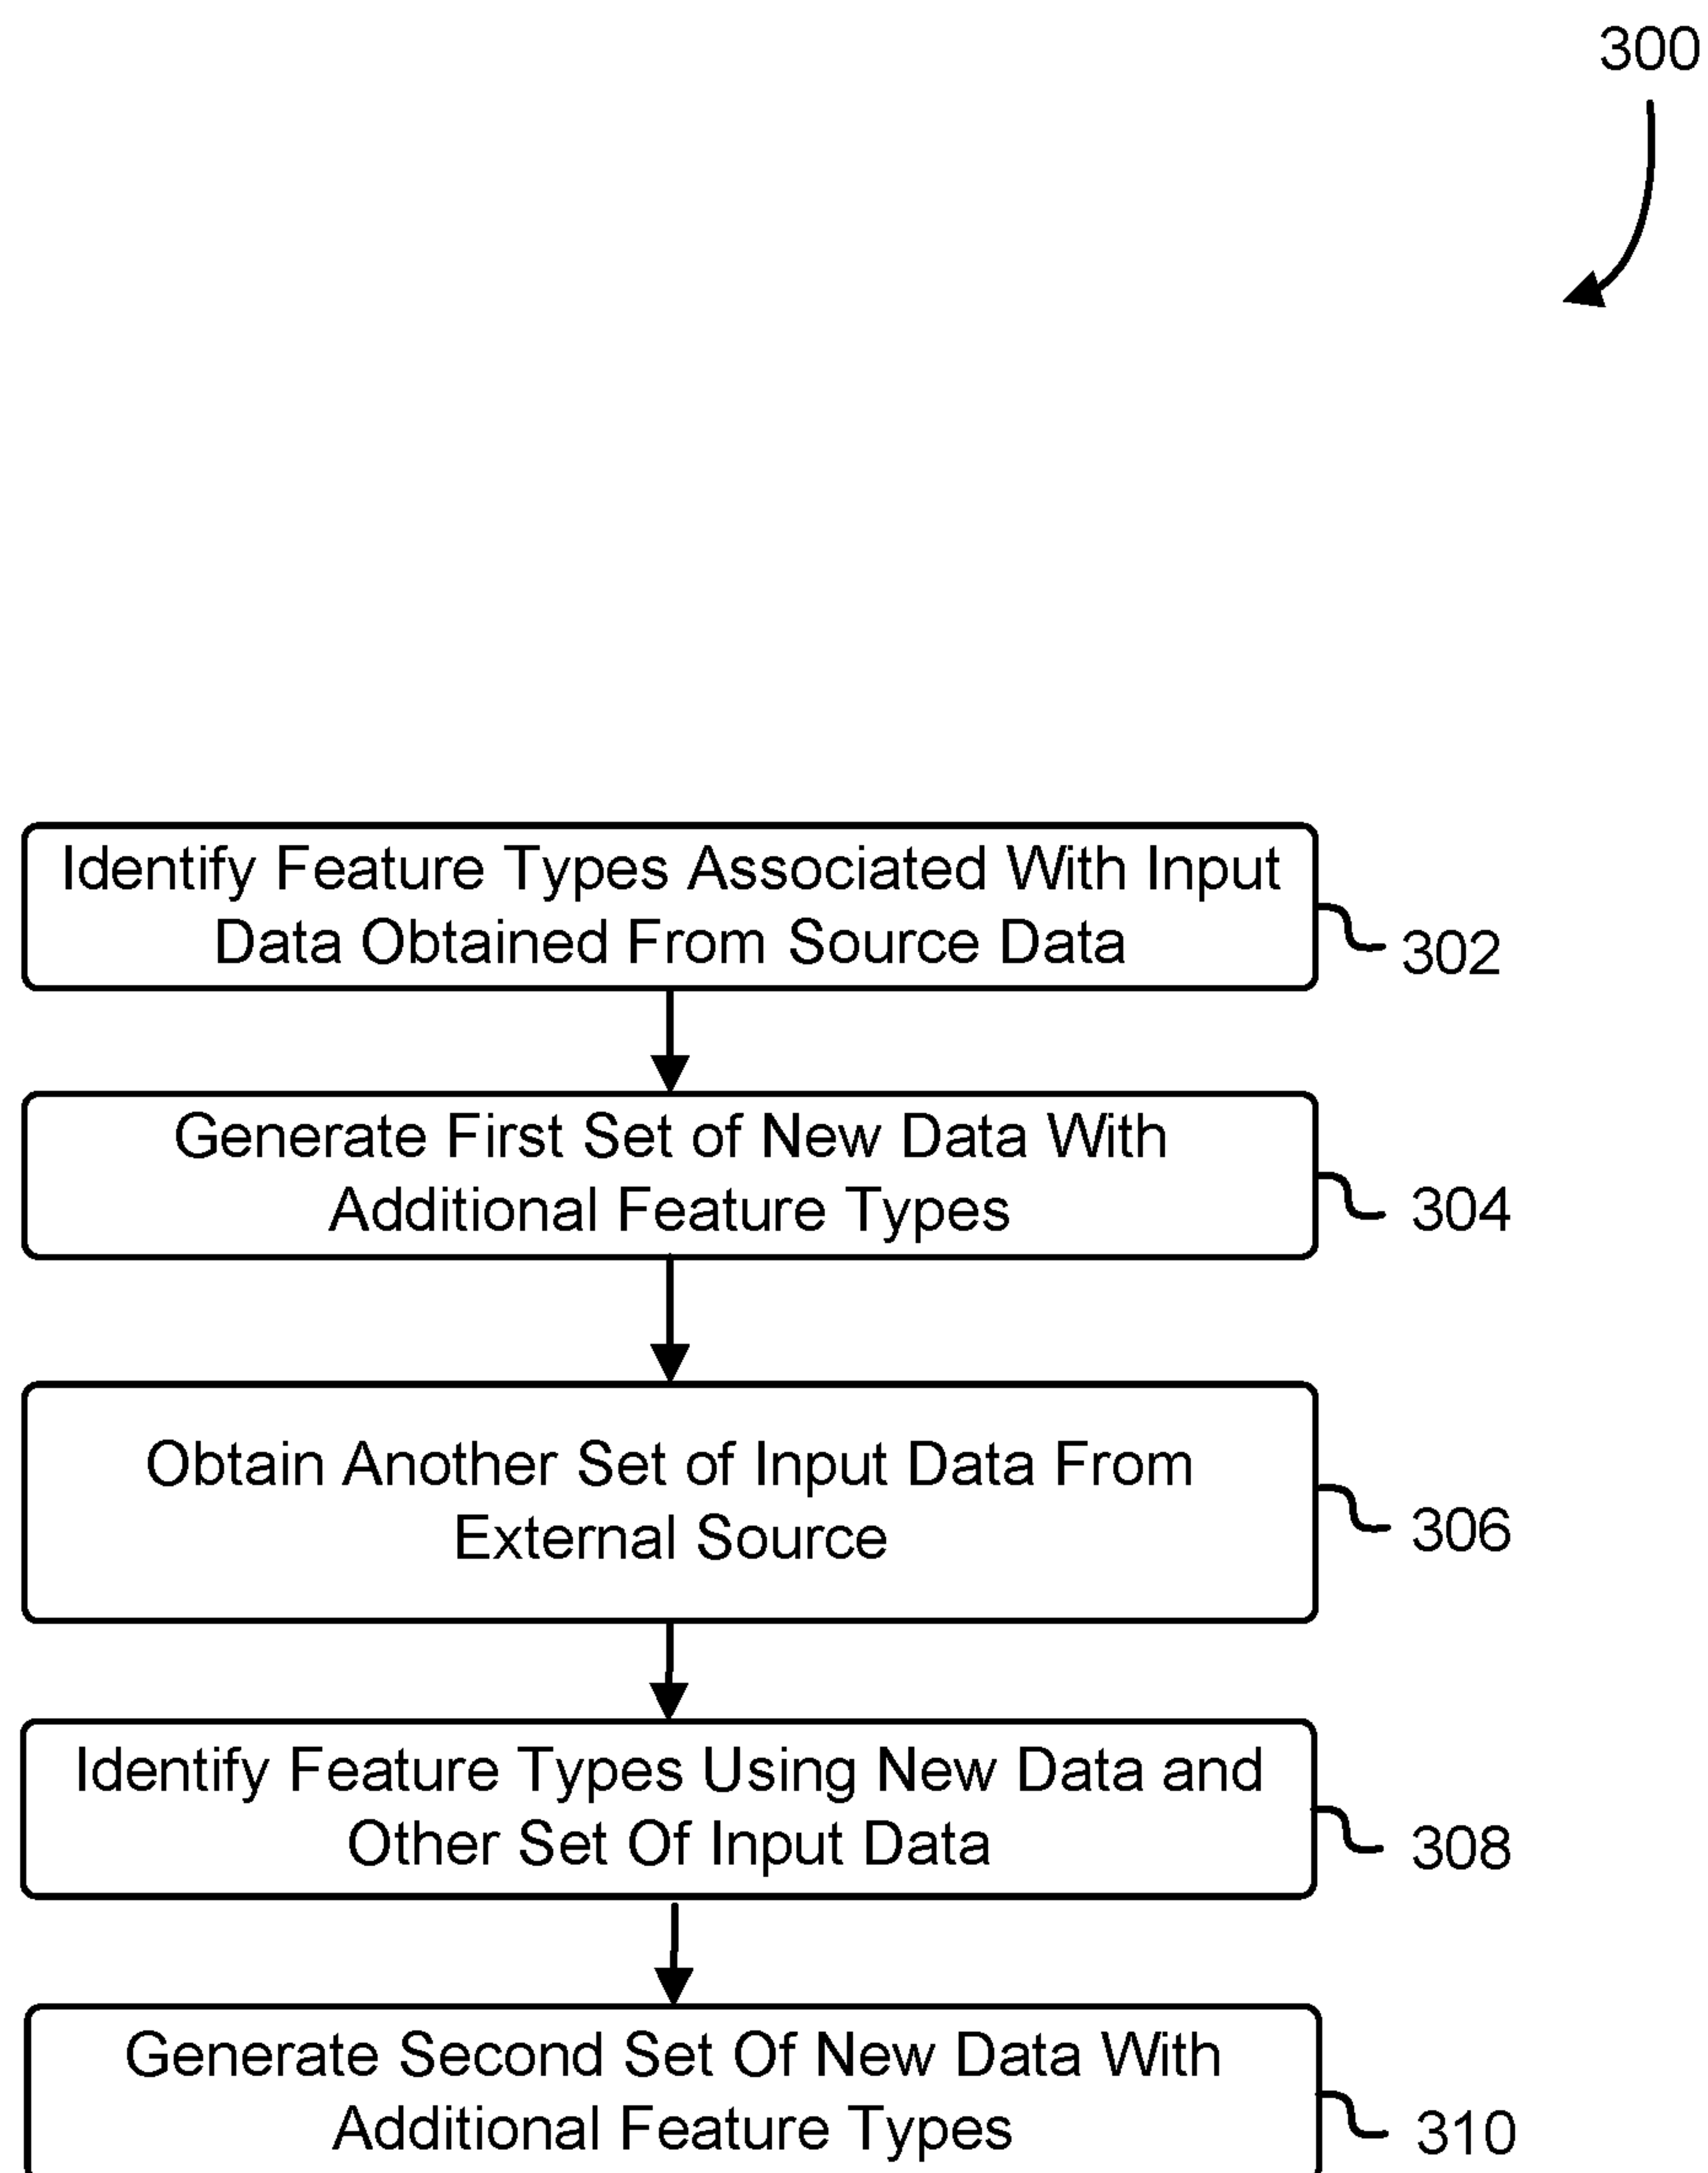 300
Identify Feature Types Associated With Input
Data Obtained From Source Data
302
Generate First Set of New Data With
Additional Feature Types
304
Obtain Another Set of Input Data From
External Source
306
Identify Feature Types Using New Data and
Other Set Of Input Data
308
Generate Second Set Of New Data With
Additional Feature Types
310